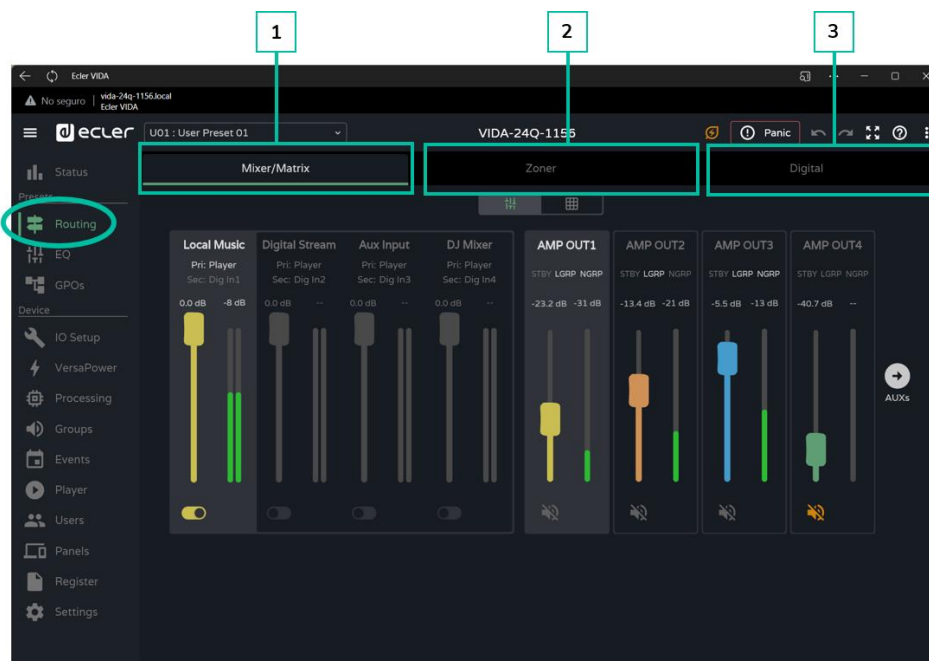 1 2 3
Ecler VIDA
No seguro vida-24q-1156.local
Ecler VIDA
ecler U01 : User Preset 01 VIDA-24Q-1156 Panic
Mixer/Matrix Zoner Digital
Status
Presets
Routing
EQ
GPOs
Device
IO Setup
VersaPower
Processing
Groups
Events
Player
Users
Panels
Register
Settings
Local Music Digital Stream Aux Input DJ Mixer AMP OUT1 AMP OUT2 AMP OUT3 AMP OUT4
Pri: Player Pri: Player Pri: Player Pri: Player
Sec: Dig In1 Sec: Dig In2 Sec: Dig In3 Sec: Dig In4
STBY LGRP NGRP STBY LGRP NGRP STBY LGRP NGRP STBY LGRP NGRP
0.0 dB -8 dB 0.0 dB -- 0.0 dB -- 0.0 dB -- -23.2 dB -31 dB -13.4 dB -21 dB -5.5 dB -13 dB -40.7 dB --
AUXs